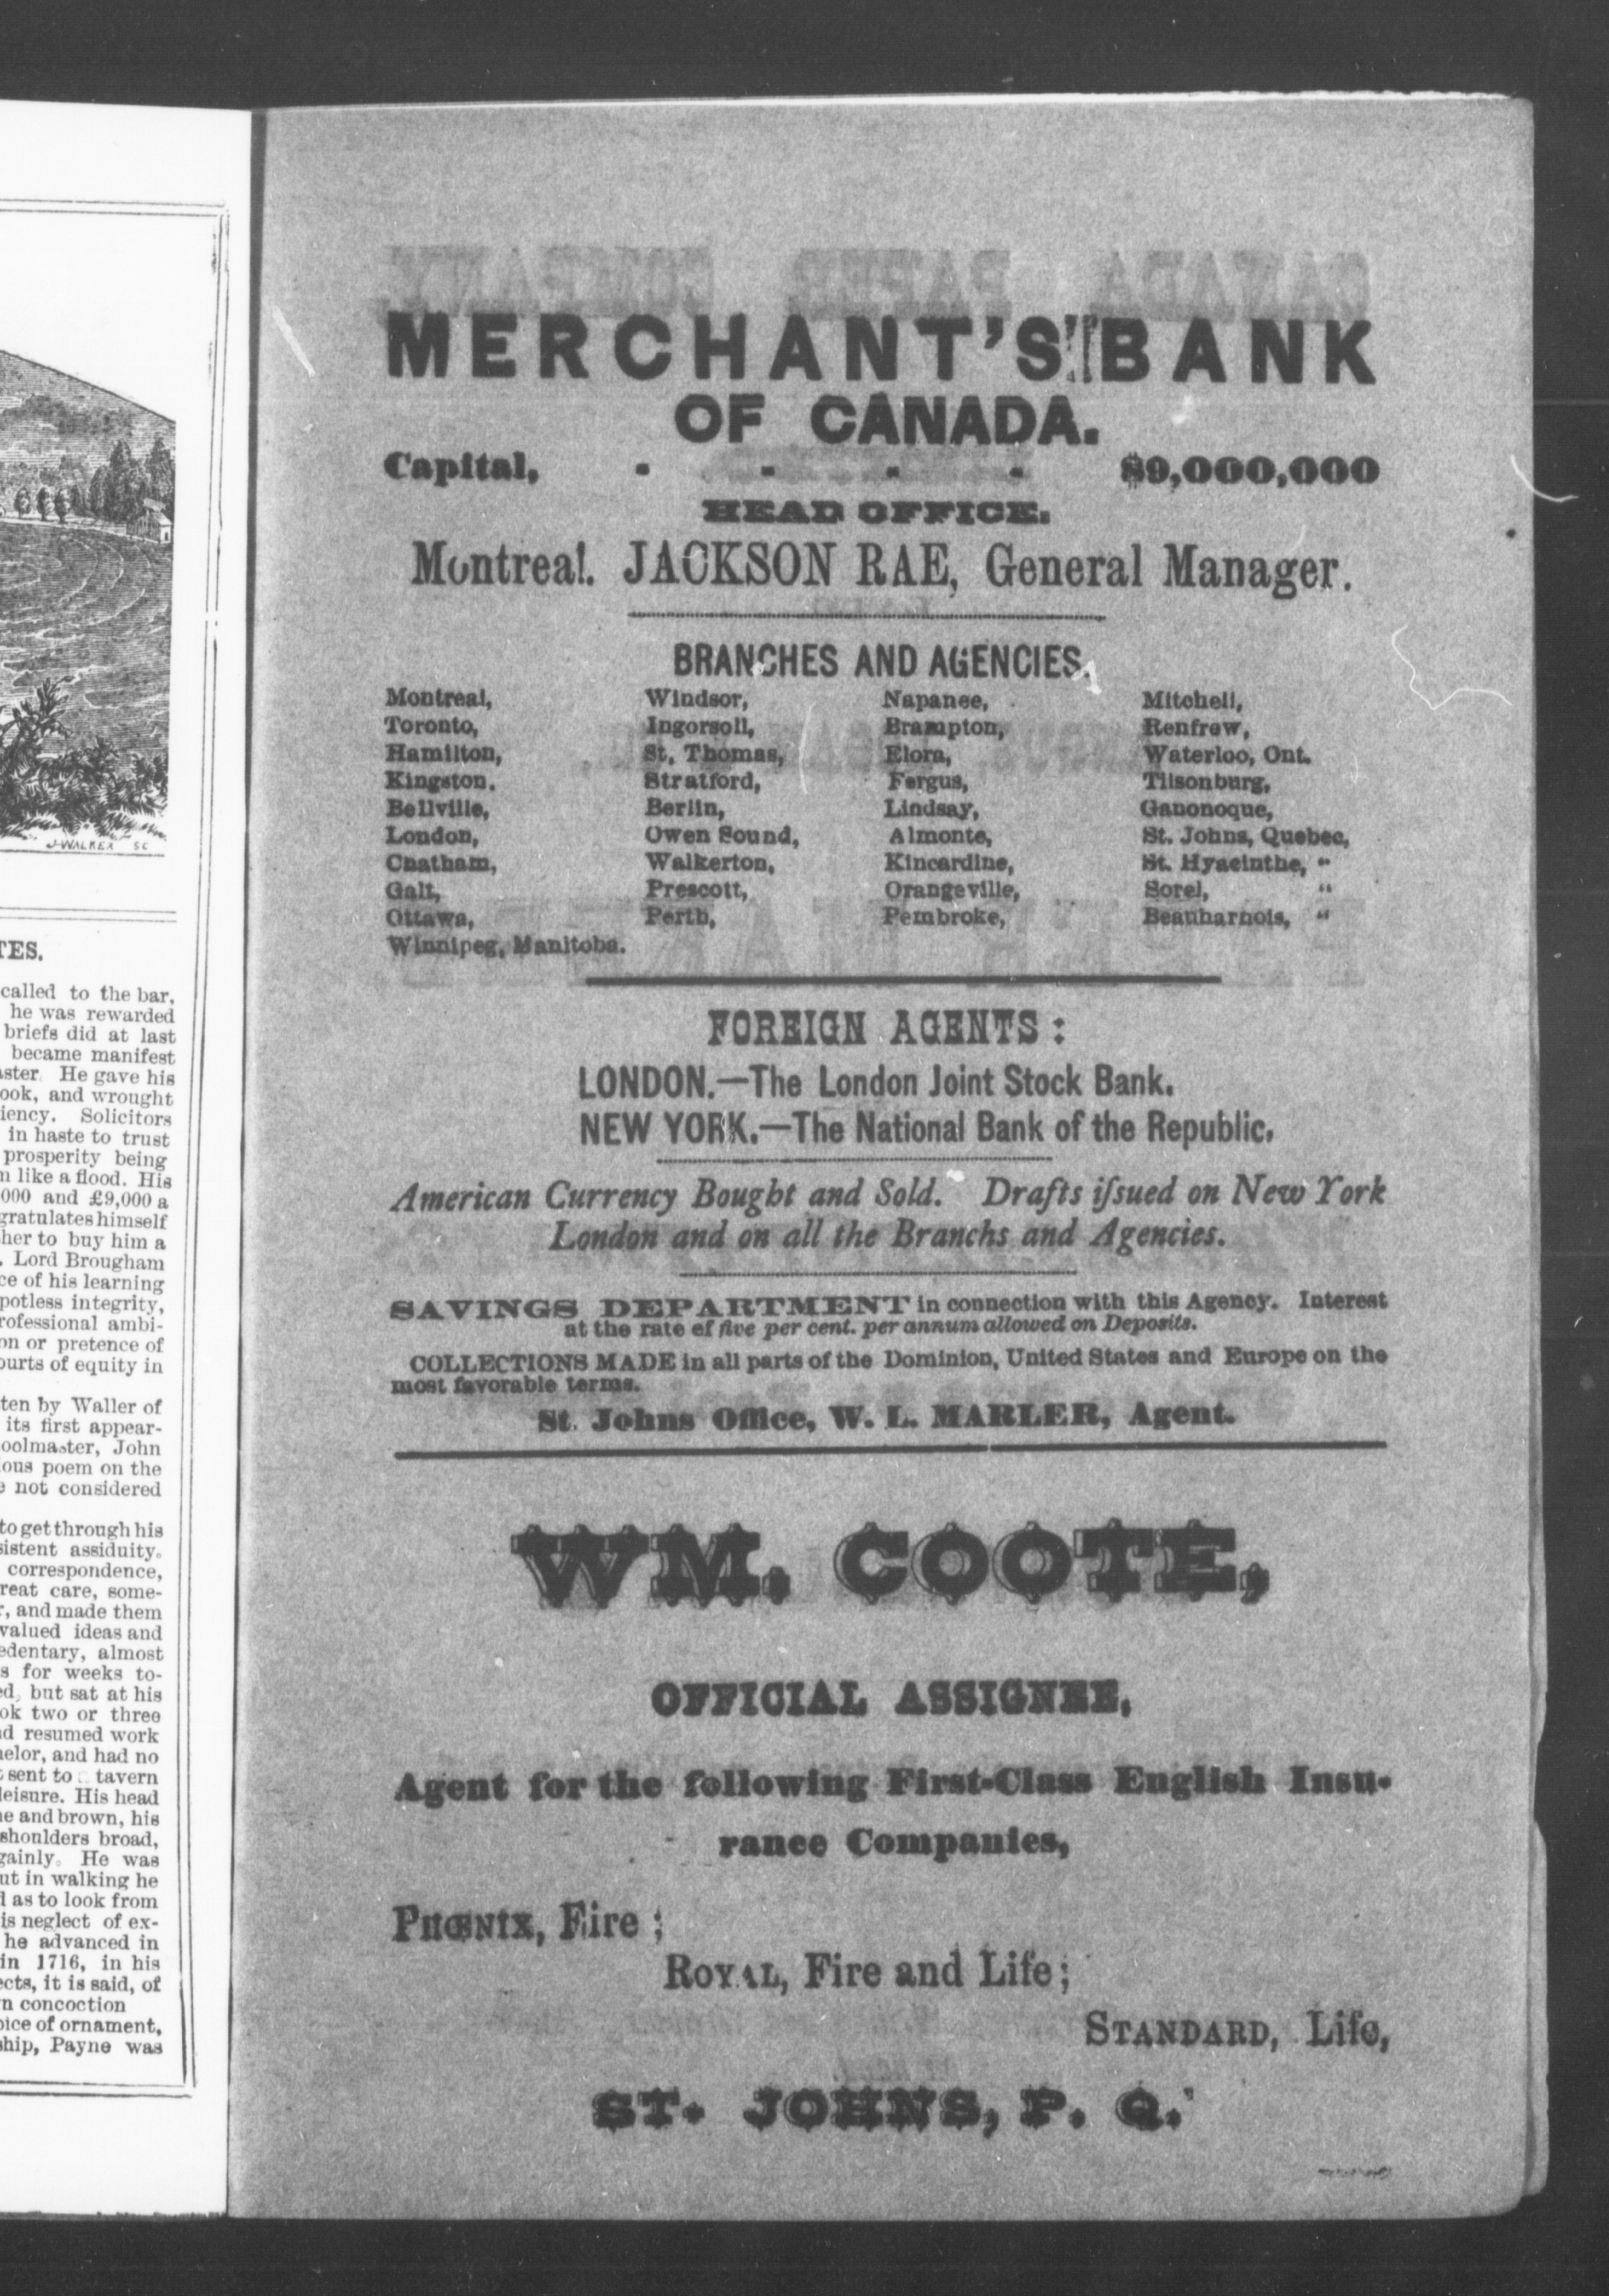 J. WALKER SC
TES.
called to the bar,
he was rewarded
briefs did at last
became manifest
ster. He gave his
ook, and wrought
iency. Solicitors
in haste to trust
prosperity being
n like a flood. His
000 and £9,000 a
gratulates himself
her to buy him a
. Lord Brougham
ce of his learning
potless integrity,
rofessional ambi-
on or pretence of
ourts of equity in
ten by Waller of
its first appear-
oolmaster, John
ous poem on the
e not considered
to get through his
sistent assiduity.
correspondence,
reat care, some-
r, and made them
valued ideas and
edentary, almost
s for weeks to-
ed, but sat at his
ok two or three
d resumed work
helor, and had no
t sent to tavern
leisure. His head
ne and brown, his
shoulders broad,
gainly. He was
ut in walking he
l as to look from
is neglect of ex-
he advanced in
in 1716, in his
ects, it is said, of
n concoction
oice of ornament,
ship, Payne was
MERCHANT'S BANK
OF CANADA.
Capital, - - - - $9,000,000
HEAD OFFICE.
Montreal. JACKSON RAE, General Manager.
BRANCHES AND AGENCIES.
Montreal, Windsor, Napanee, Mitchell,
Toronto, Ingorsoll, Brampton, Renfrew,
Hamilton, St, Thomas, Elora, Waterloo, Ont.
Kingston. Stratford, Fergus, Tilsonburg,
Bellville, Berlin, Lindsay, Ganonoque,
London, Owen Sound, Almonte, St. Johns, Quebec,
Chatham, Walkerton, Kincardine, St. Hyacinthe, "
Galt, Prescott, Orangeville, Sorel, "
Ottawa, Perth, Pembroke, Beauharnois, "
Winnipeg, Manitoba.
FOREIGN AGENTS :
LONDON.—The London Joint Stock Bank.
NEW YORK.—The National Bank of the Republic.
American Currency Bought and Sold. Drafts issued on New York
London and on all the Branchs and Agencies.
SAVINGS DEPARTMENT in connection with this Agency. Interest
at the rate ef five per cent. per annum allowed on Deposits.
COLLECTIONS MADE in all parts of the Dominion, United States and Europe on the
most favorable terms.
St. Johns Office, W. L. MARLER, Agent.
WM. COOTE,
OFFICIAL ASSIGNEE,
Agent for the following First-Class English Insu-
rance Companies,
PHŒNIX, Fire ;
ROYAL, Fire and Life ;
STANDARD, Life,
ST. JOHNS, P. Q.